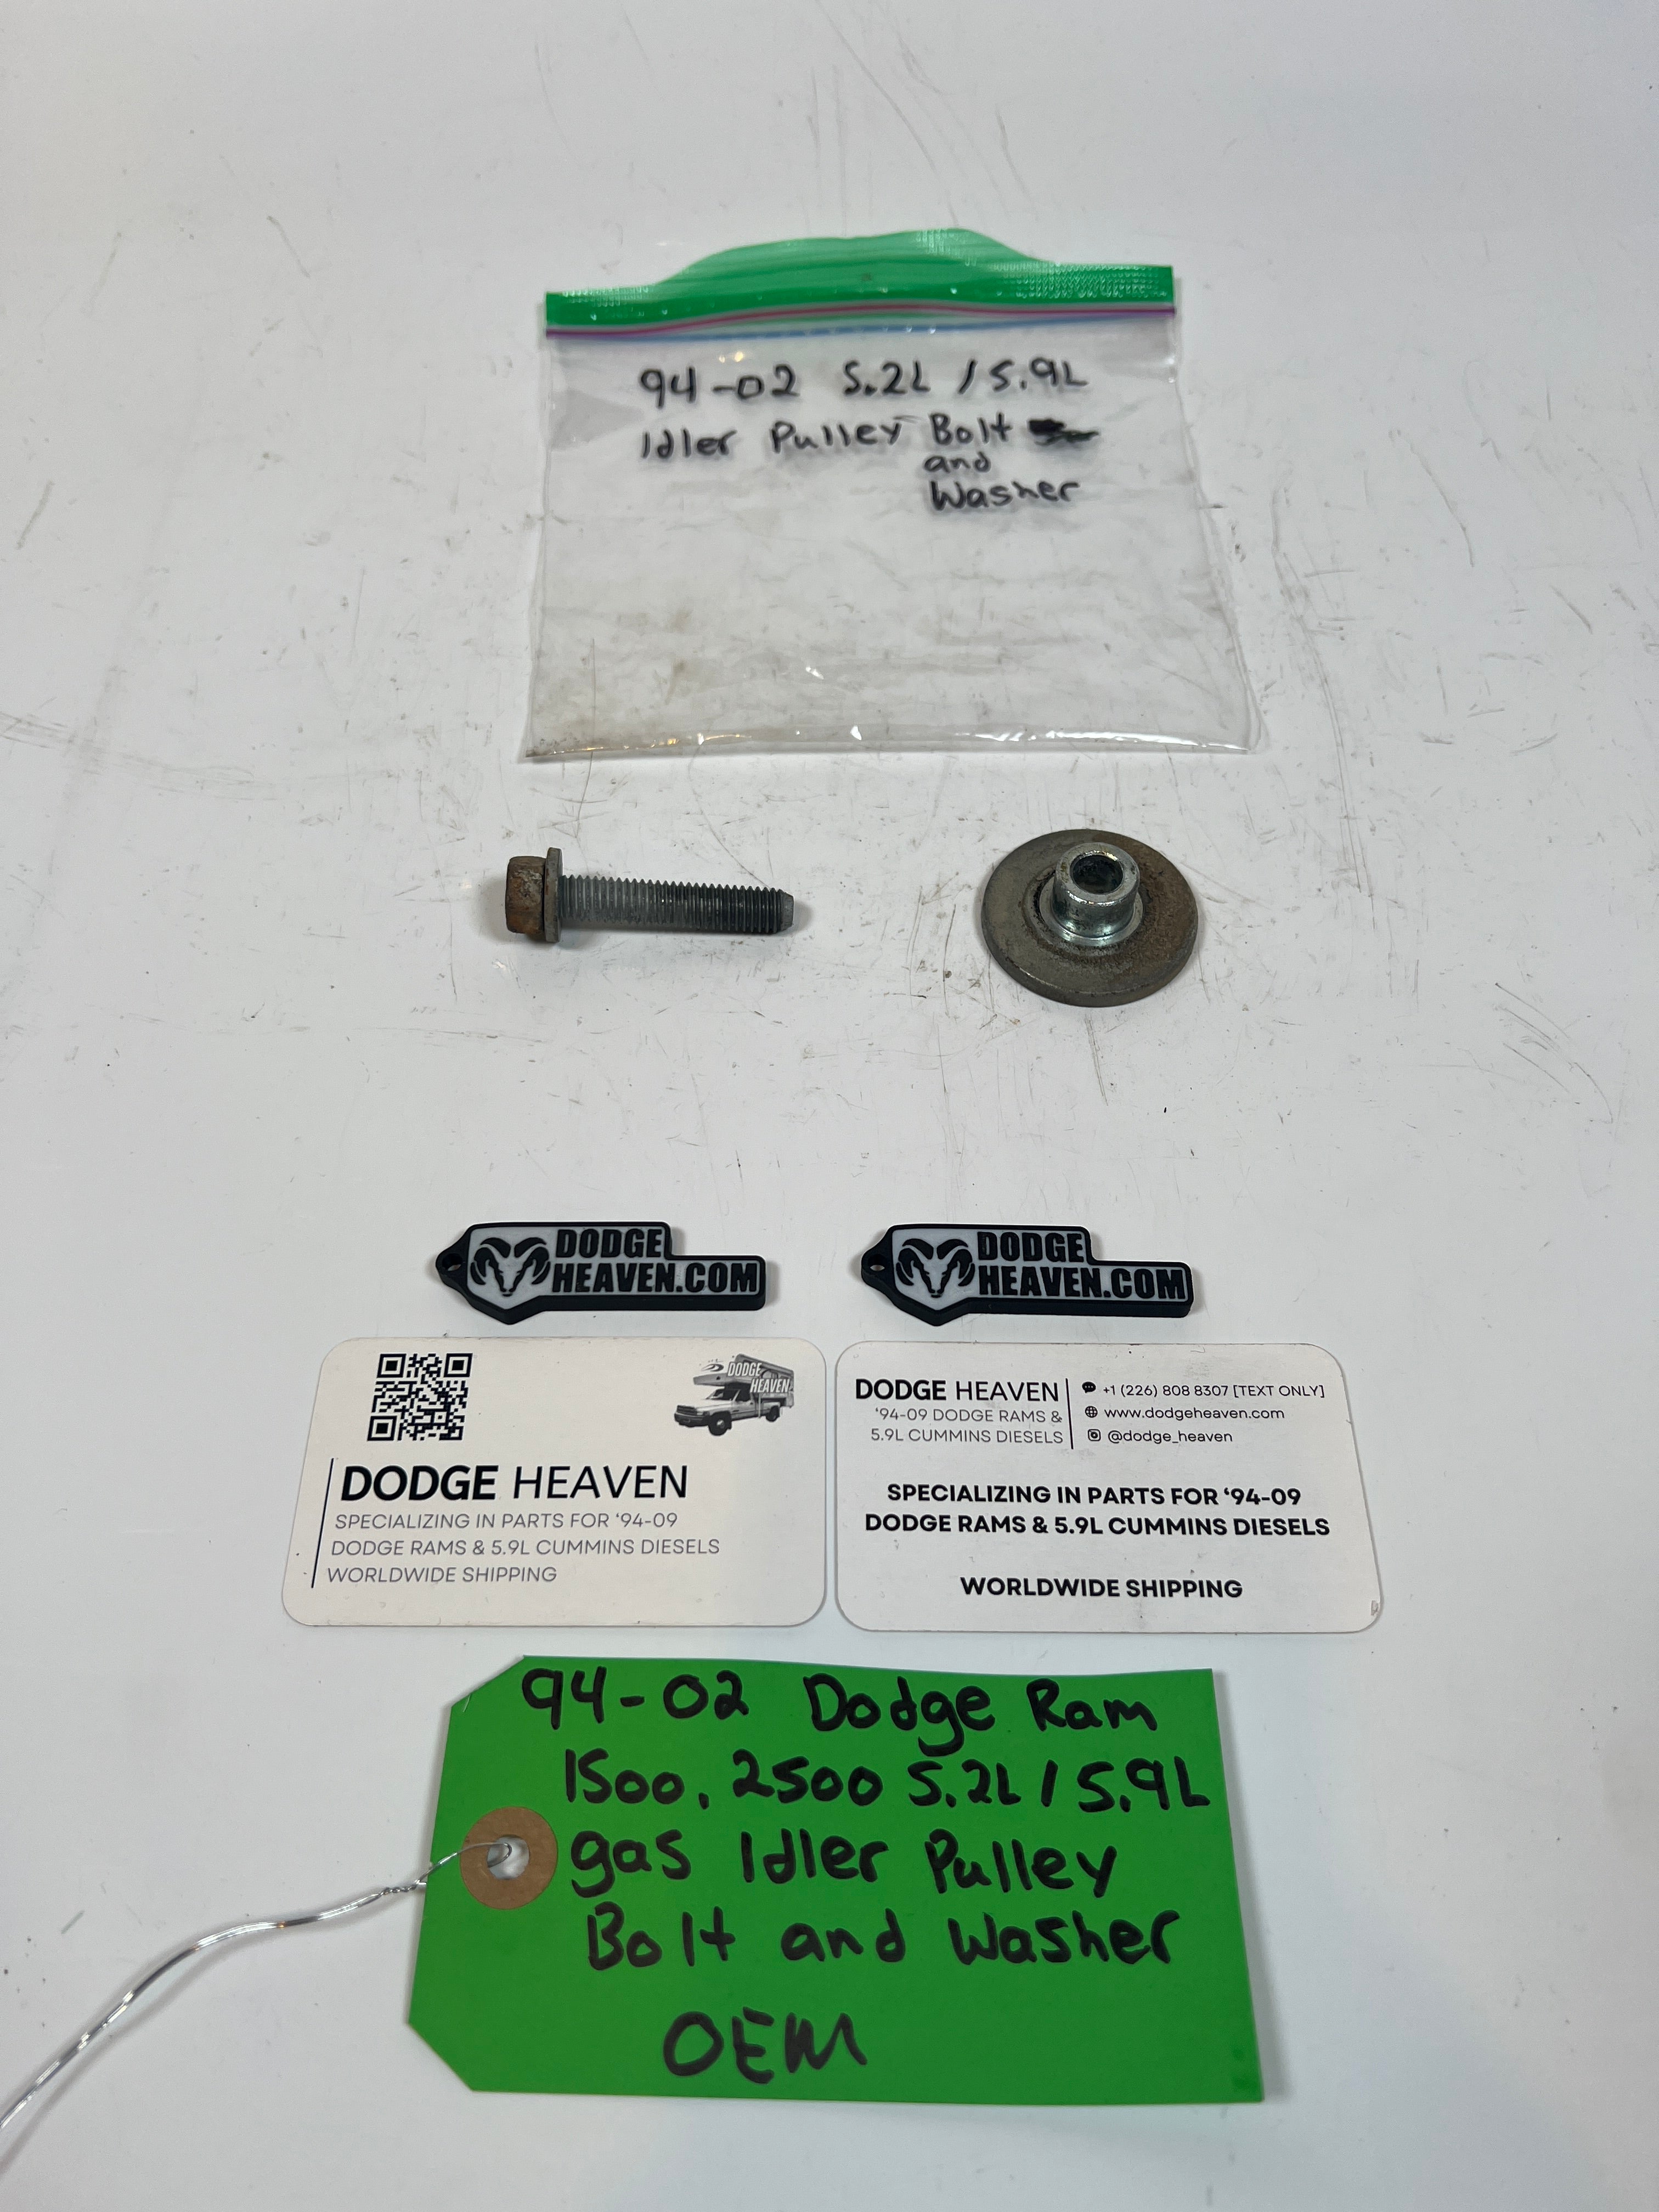 94-02 5.2L / 5.9L
Idler Pulley Bolt
and
Washer
DODGE
HEAVEN.COM
DODGE
HEAVEN.COM
DODGE
HEAVEN
DODGE HEAVEN
SPECIALIZING IN PARTS FOR ‘94-09
DODGE RAMS & 5.9L CUMMINS DIESELS
WORLDWIDE SHIPPING
DODGE HEAVEN
‘94-09 DODGE RAMS &
5.9L CUMMINS DIESELS
+1 (226) 808 8307 [TEXT ONLY]
www.dodgeheaven.com
@dodge_heaven
SPECIALIZING IN PARTS FOR ‘94-09
DODGE RAMS & 5.9L CUMMINS DIESELS
WORLDWIDE SHIPPING
94-02 Dodge Ram
1500, 2500 5.2L / 5.9L
gas Idler Pulley
Bolt and Washer
OEM